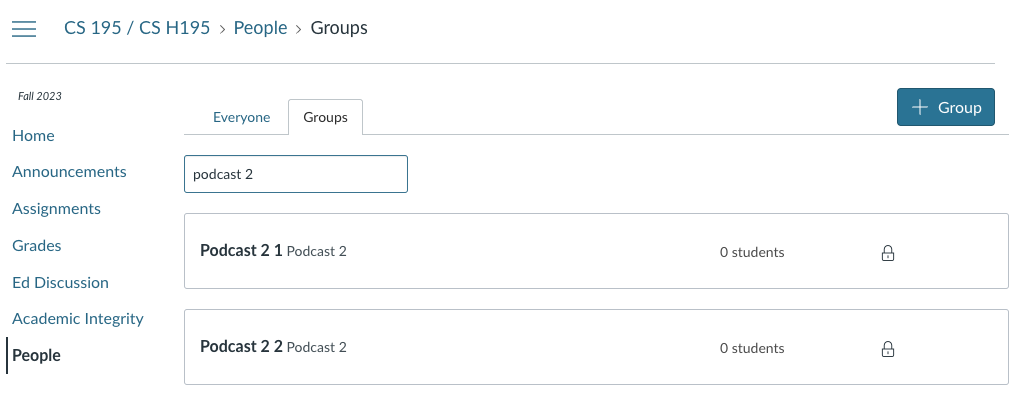 CS 195 / CS H195 > People > Groups
Fall 2023
Home
Announcements
Assignments
Grades
Ed Discussion
Academic Integrity
People
Everyone
Groups
+ Group
podcast 2
Podcast 2 1 Podcast 2
0 students
Podcast 2 2 Podcast 2
0 students